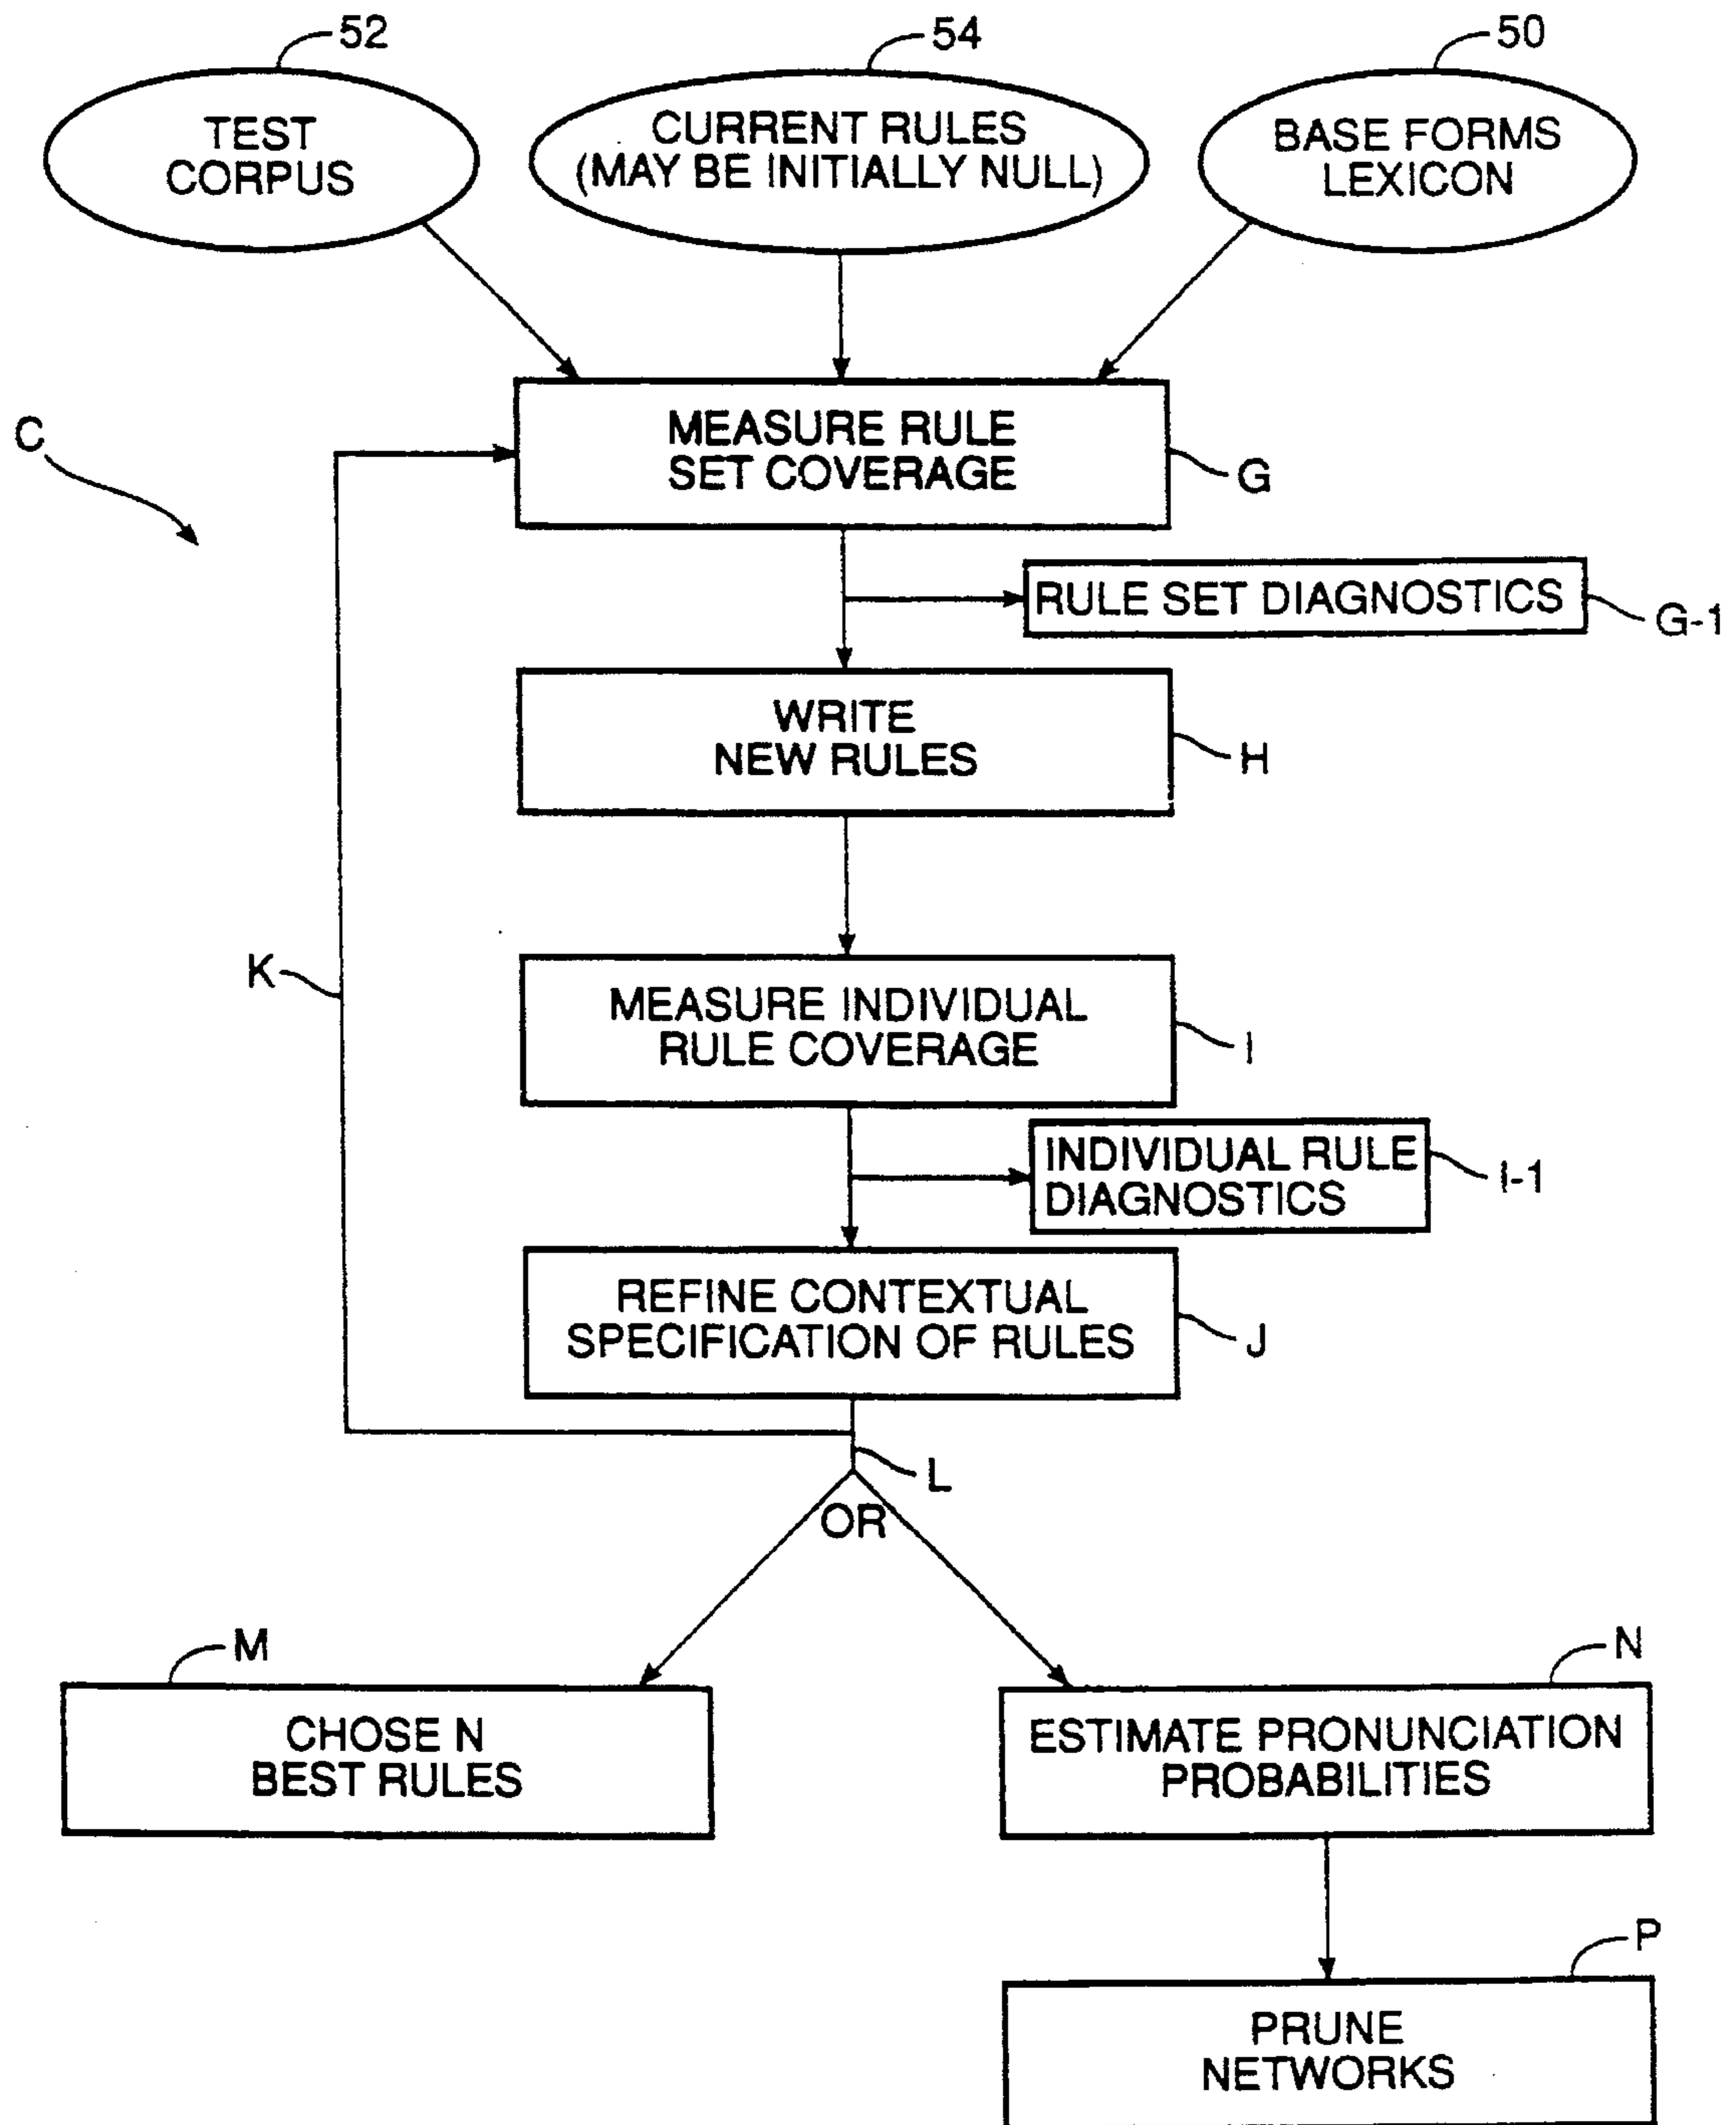 52
54
50
TEST
CORPUS
CURRENT RULES
(MAY BE INITIALLY NULL)
BASE FORMS
LEXICON
C
MEASURE RULE
SET COVERAGE
G
RULE SET DIAGNOSTICS
G-1
WRITE
NEW RULES
H
K
MEASURE INDIVIDUAL
RULE COVERAGE
I
INDIVIDUAL RULE
DIAGNOSTICS
I-1
REFINE CONTEXTUAL
SPECIFICATION OF RULES
J
L
OR
M
N
CHOSE N
BEST RULES
ESTIMATE PRONUNCIATION
PROBABILITIES
P
PRUNE
NETWORKS